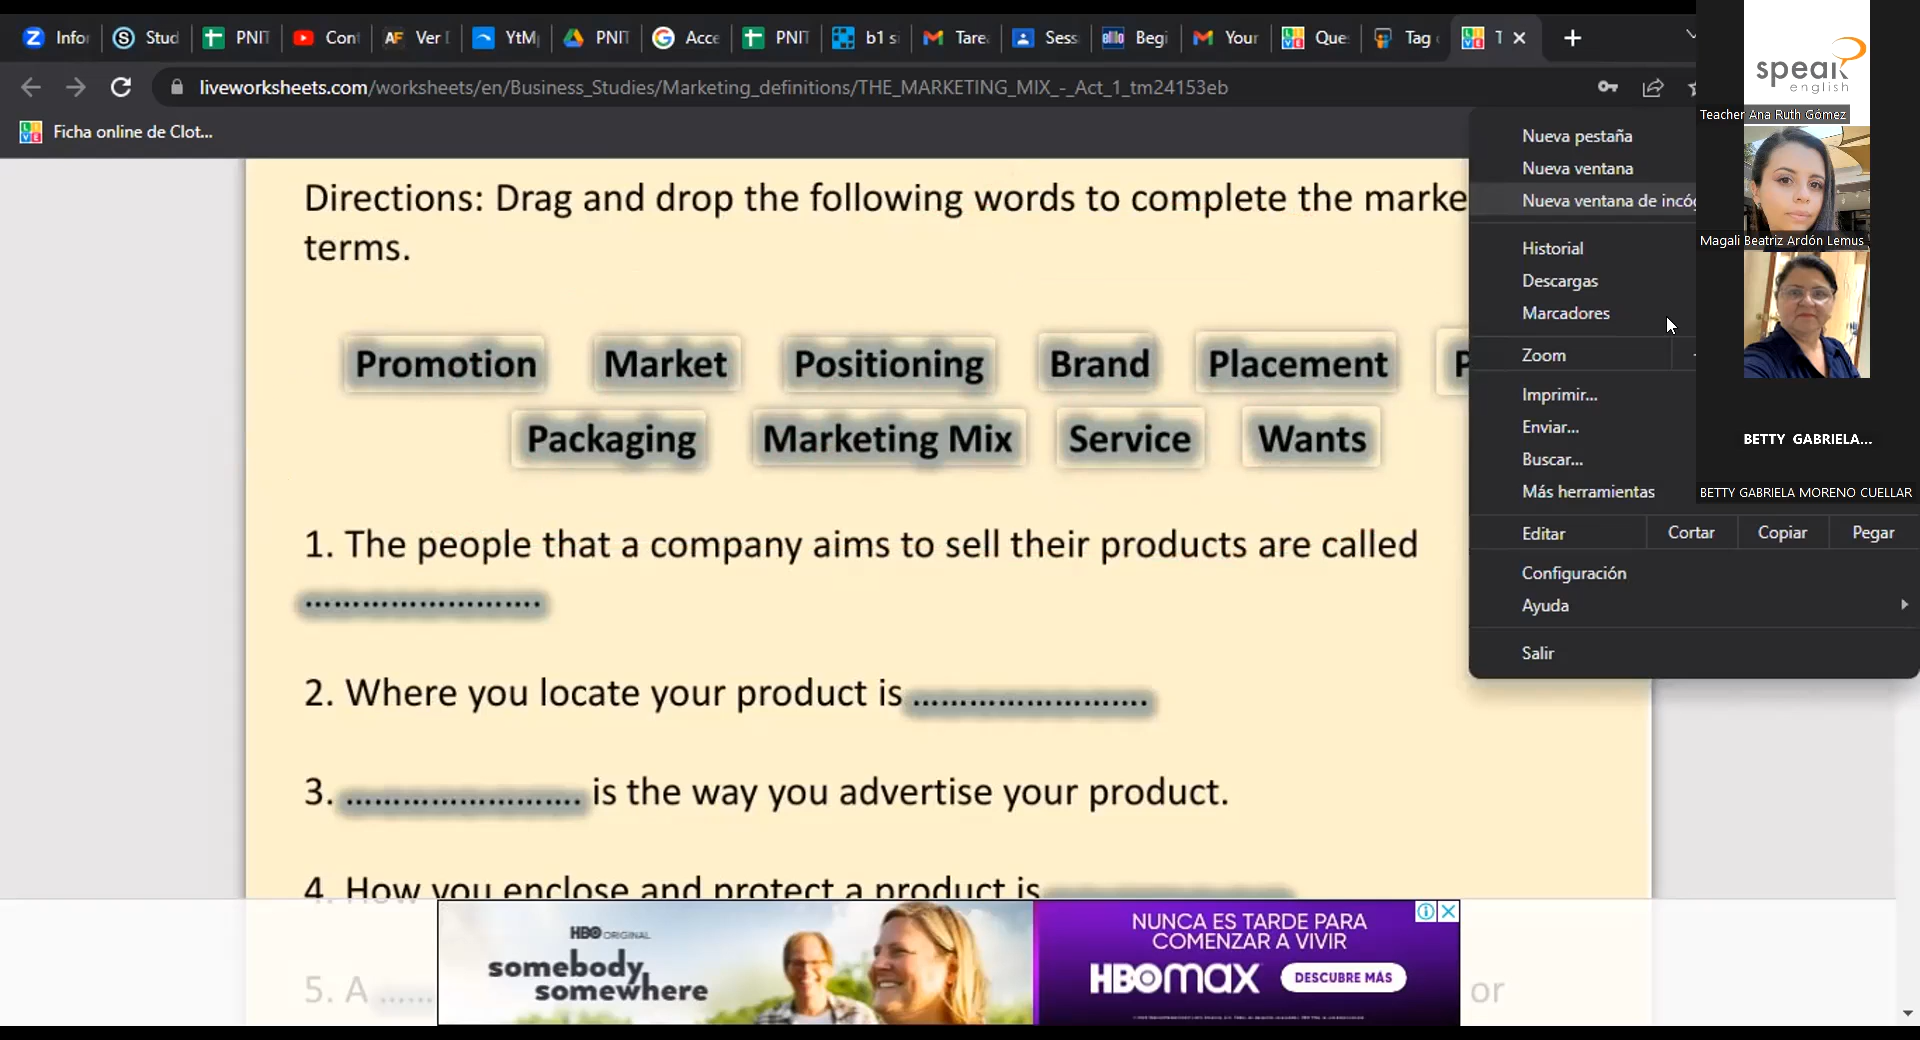 Infor
Stud
PNIT
Cont
AF Ver
YtM
PNIT
Acce
PNIT
b1 s
Tarea
Sess
ello Begi
Your
Que
Tag
liveworksheets.com/worksheets/en/Business_Studies/Marketing_definitions/THE_MARKETING_MIX_-_Act_1_tm24153eb
Ficha online de Clot...
Directions: Drag and drop the following words to complete the marke
terms.
Promotion Market Positioning Brand Placement P
Packaging Marketing Mix Service Wants
1. The people that a company aims to sell their products are called
........................
2. Where you locate your product is ........................
3. ........................ is the way you advertise your product.
4. How you enclose and protect a product is
5. A ...... or
Nueva pestaña
Nueva ventana
Nueva ventana de incóg
Historial
Descargas
Marcadores
Zoom -
Imprimir...
Enviar...
Buscar...
Más herramientas
Editar Cortar Copiar Pegar
Configuración
Ayuda
Salir
speak
english
Teacher Ana Ruth Gómez
Magali Beatriz Ardón Lemus
BETTY GABRIELA...
BETTY GABRIELA MORENO CUELLAR
HBO ORIGINAL
somebody
somewhere
NUNCA ES TARDE PARA
COMENZAR A VIVIR
HBOMAX DESCUBRE MÁS